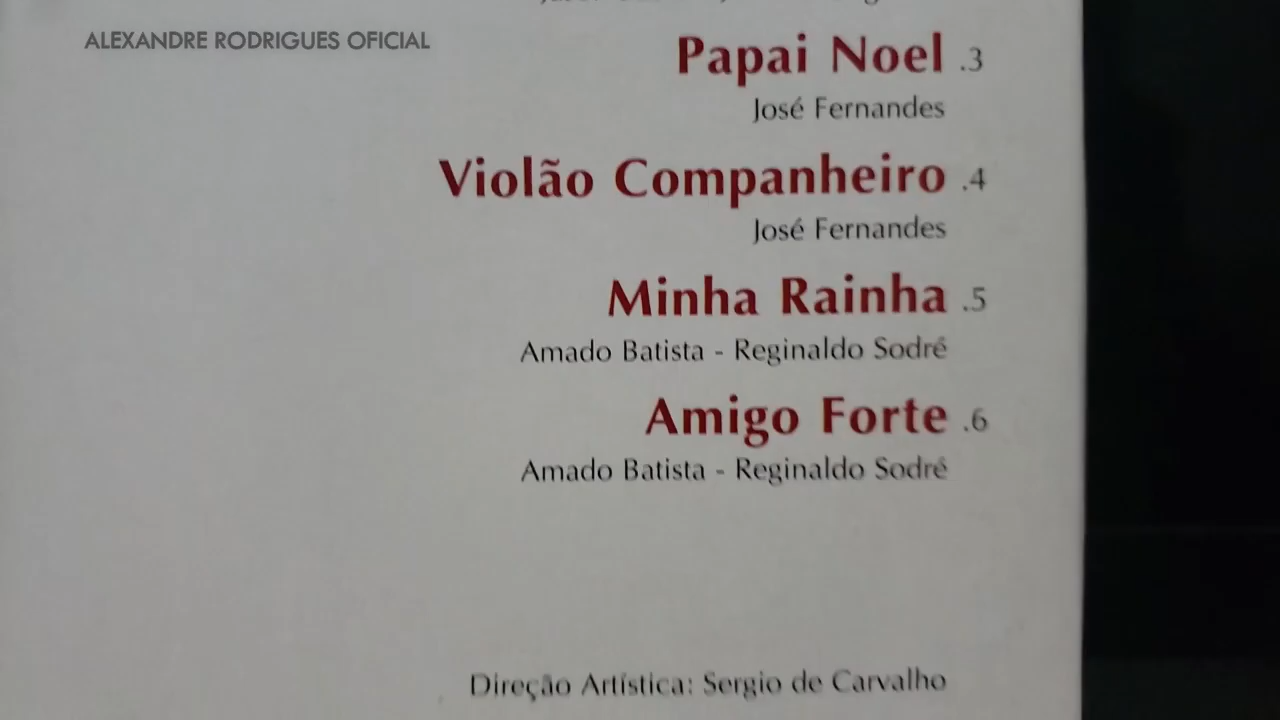 ALEXANDRE RODRIGUES OFICIAL
Papai Noel .3
José Fernandes
Violão Companheiro .4
José Fernandes
Minha Rainha .5
Amado Batista - Reginaldo Sodré
Amigo Forte .6
Amado Batista - Reginaldo Sodré
Direção Artística: Sergio de Carvalho